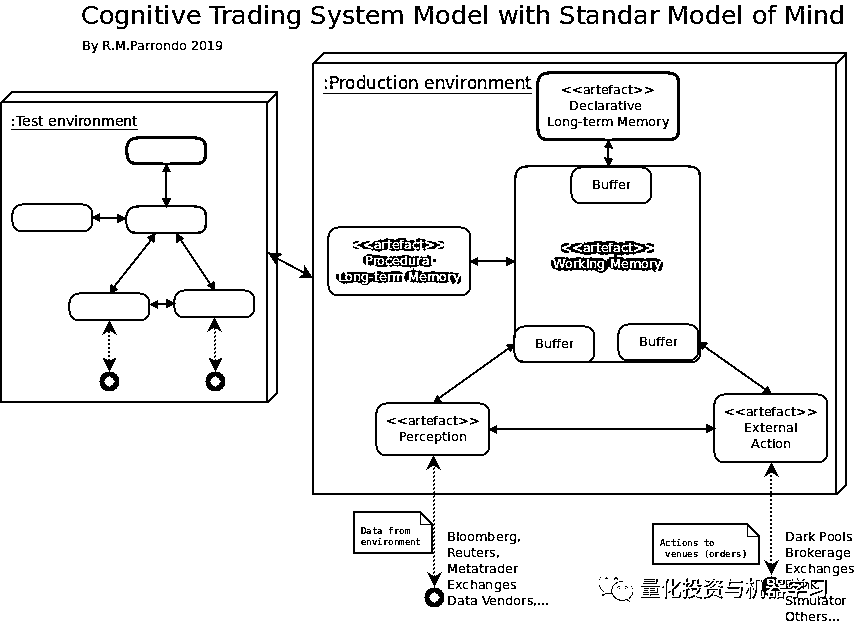 Cognitive Trading System Model with Standar Model of Mind
By R.M.Parrondo 2019
:Test environment
:Production environment
<<artefact>>
Declarative
Long-term Memory
Buffer
<<artefact>>
Procedural
Long-term Memory
<<artefact>>
Working Memory
Buffer
Buffer
<<artefact>>
Perception
<<artefact>>
External
Action
Data from
environment
Bloomberg,
Reuters,
Metatrader
Exchanges
Data Vendors,...
Actions to
venues (orders)
Dark Pools
Brokerage
Exchanges
Simulator
Others...
量化投资与机器学习